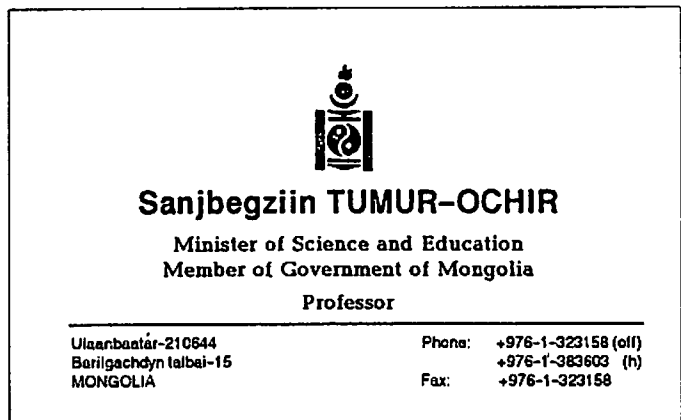 Sanjbegziin TUMUR-OCHIR
Minister of Science and Education
Member of Government of Mongolia
Professor
Ulaanbaatar-210644 Phone: +976-1-323158 (off)
Barilgachdyn talbai-15 +976-1-383603 (h)
MONGOLIA Fax: +976-1-323158